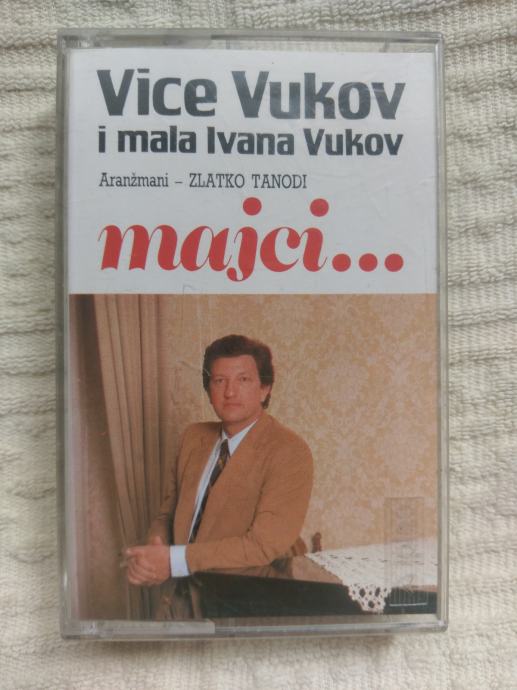 Vice Vukov
i mala Ivana Vukov
Aranžmani – ZLATKO TANODI
majci...